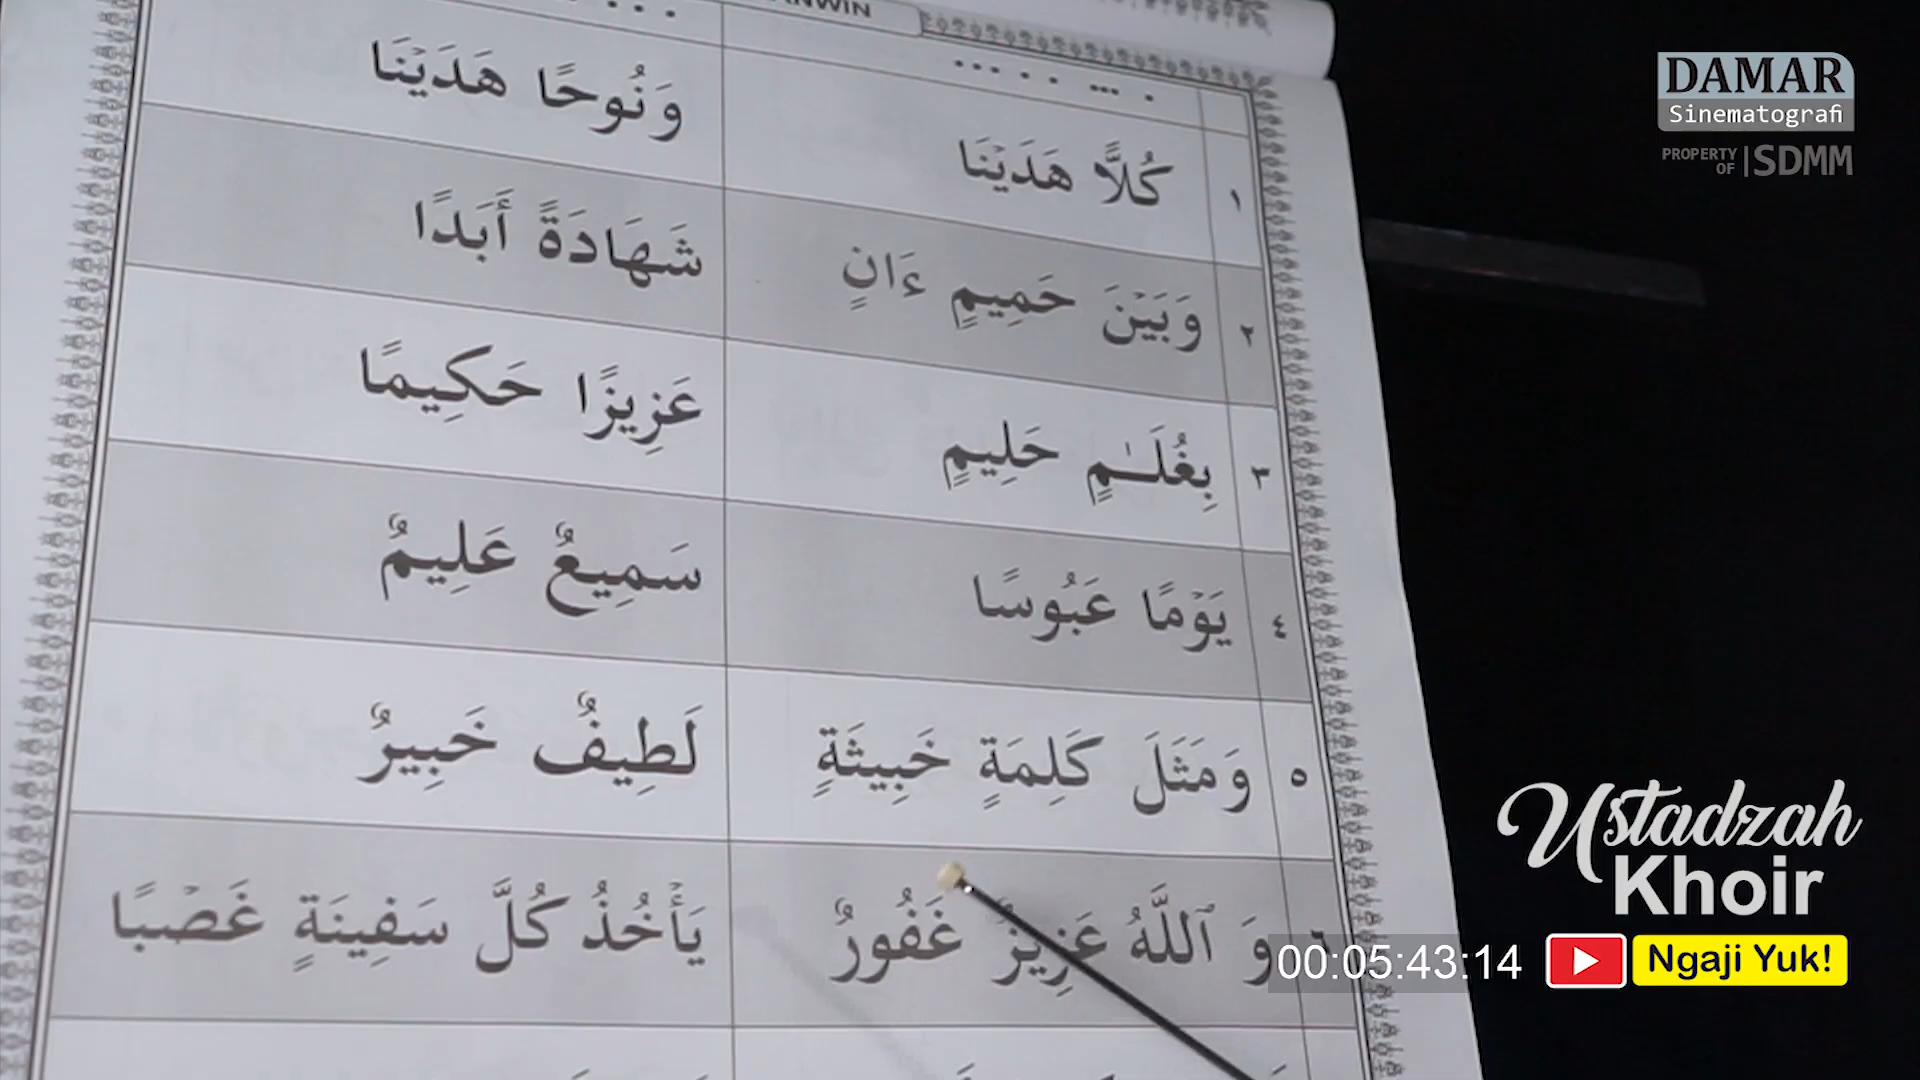 ANWIN
١ كُلًّا هَدَيْنَا وَنُوحًا هَدَيْنَا
٢ وَبَيْنَ حَمِيمٍ ءَانٍ شَهَادَةً أَبَدًا
٣ بِغُلَـٰمٍ حَلِيمٍ عَزِيزًا حَكِيمًا
٤ يَوْمًا عَبُوسًا سَمِيعٌ عَلِيمٌ
٥ وَمَثَلَ كَلِمَةٍ خَبِيثَةٍ لَطِيفٌ خَبِيرٌ
٦ وَ ٱللَّهُ عَزِيزٌ غَفُورٌ يَأْخُذُ كُلَّ سَفِينَةٍ غَصْبًا
DAMAR
Sinematografi
PROPERTY OF | SDMM
Ustadzah
Khoir
00:05:43:14
Ngaji Yuk!